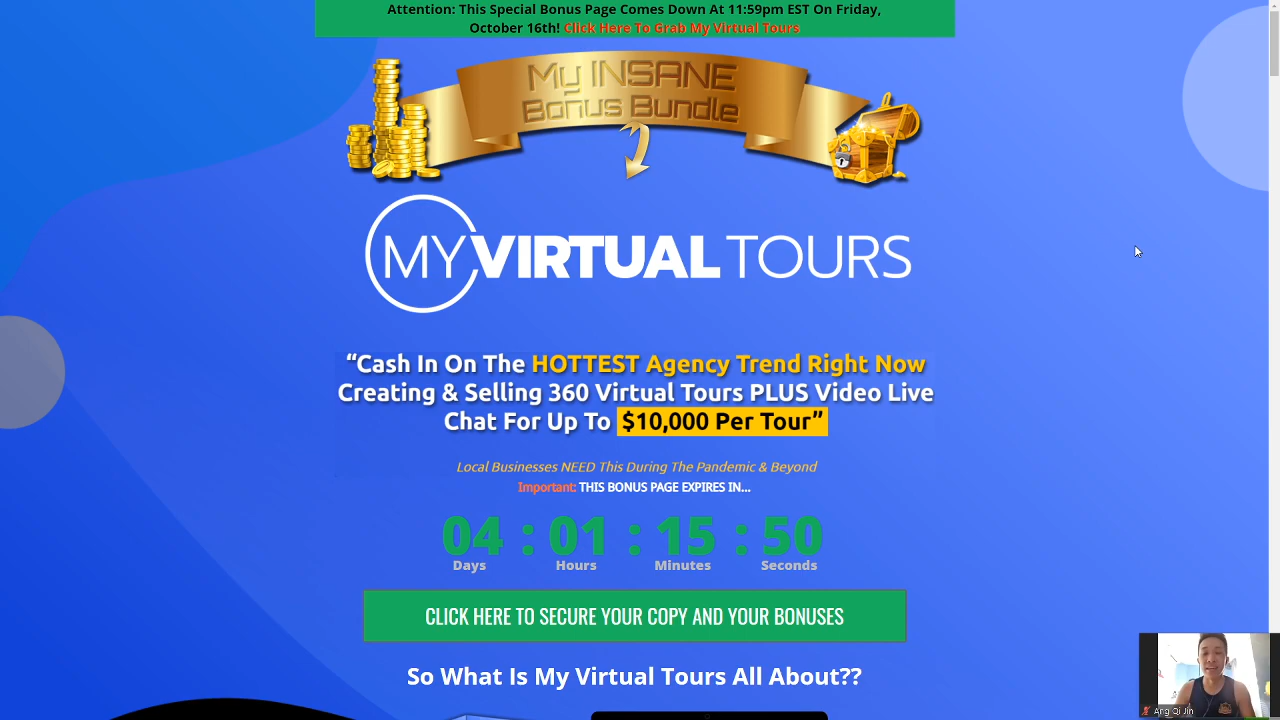 Attention: This Special Bonus Page Comes Down At 11:59pm EST On Friday,
October 16th! Click Here To Grab My Virtual Tours
My INSANE
Bonus Bundle
MYVIRTUAL TOURS
“Cash In On The HOTTEST Agency Trend Right Now
Creating & Selling 360 Virtual Tours PLUS Video Live
Chat For Up To $10,000 Per Tour”
Local Businesses NEED This During The Pandemic & Beyond
Important: THIS BONUS PAGE EXPIRES IN...
04 : 01 : 15 : 50
Days Hours Minutes Seconds
CLICK HERE TO SECURE YOUR COPY AND YOUR BONUSES
So What Is My Virtual Tours All About??
Ang Qi Jin